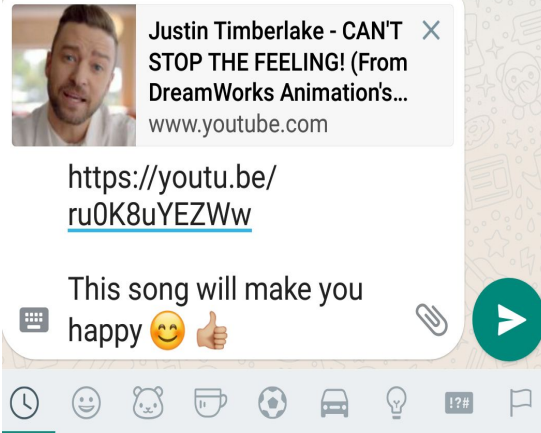 Justin Timberlake - CAN'T
STOP THE FEELING! (From
DreamWorks Animation's...
www.youtube.com
https://youtu.be/
ru0K8uYEZWw
This song will make you
happy 😊 👍🏼
!?#